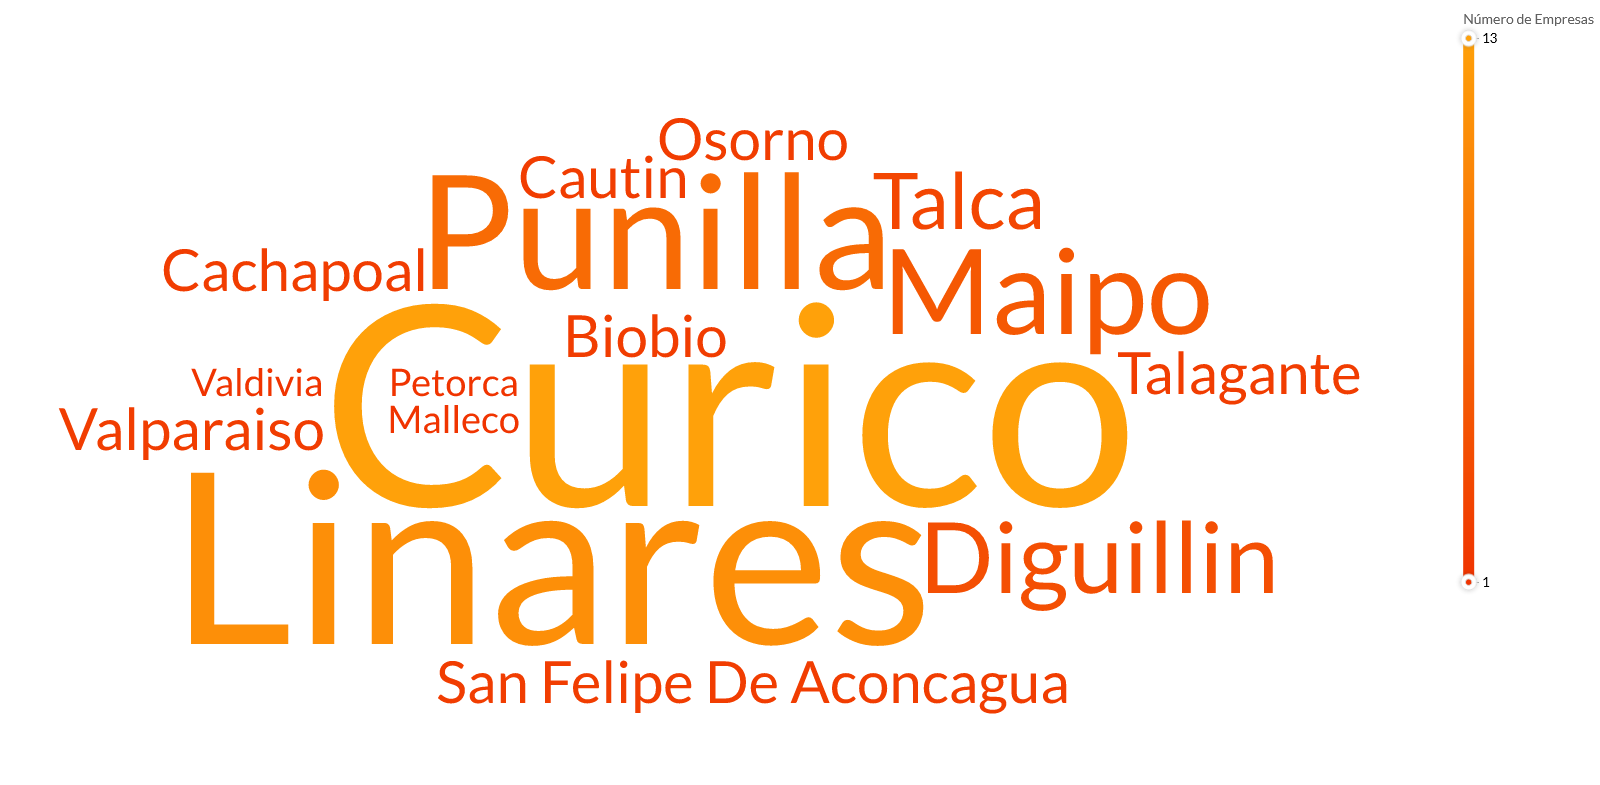 Número de Empresas
13
Osorno
Cautin
Punilla
Talca
Cachapoal
Maipo
Biobio
Curico
Valdivia
Petorca
Talagante
Malleco
Valparaiso
Linares
Diguillin
1
San Felipe De Aconcagua